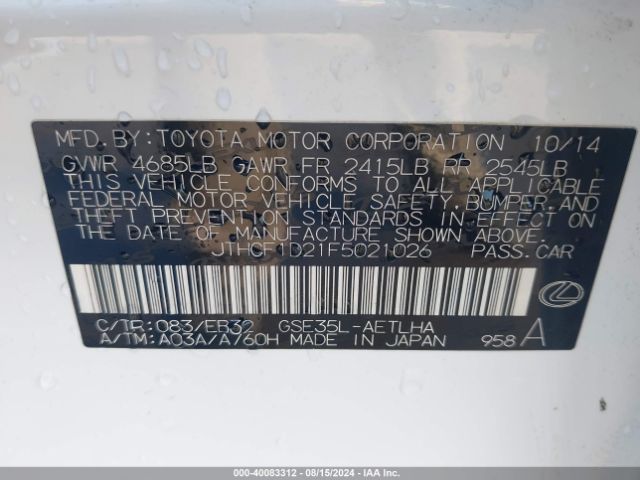 MFD. BY: TOYOTA MOTOR CORPORATION 10/14
GVWR 4685LB GAWR FR 2415LB RR 2545LB
THIS VEHICLE CONFORMS TO ALL APPLICABLE
FEDERAL MOTOR VEHICLE SAFETY, BUMPER, AND
THEFT PREVENTION STANDARDS IN EFFECT ON
THE DATE OF MANUFACTURE SHOWN ABOVE.
JTHCF1D21F5021026 PASS.CAR
C/TR: 083/EB32 GSE35L-AETLHA
A/TM: A03A/A760H MADE IN JAPAN 958 A
000-40083312 | 08/15/2024 | IAAI.COM